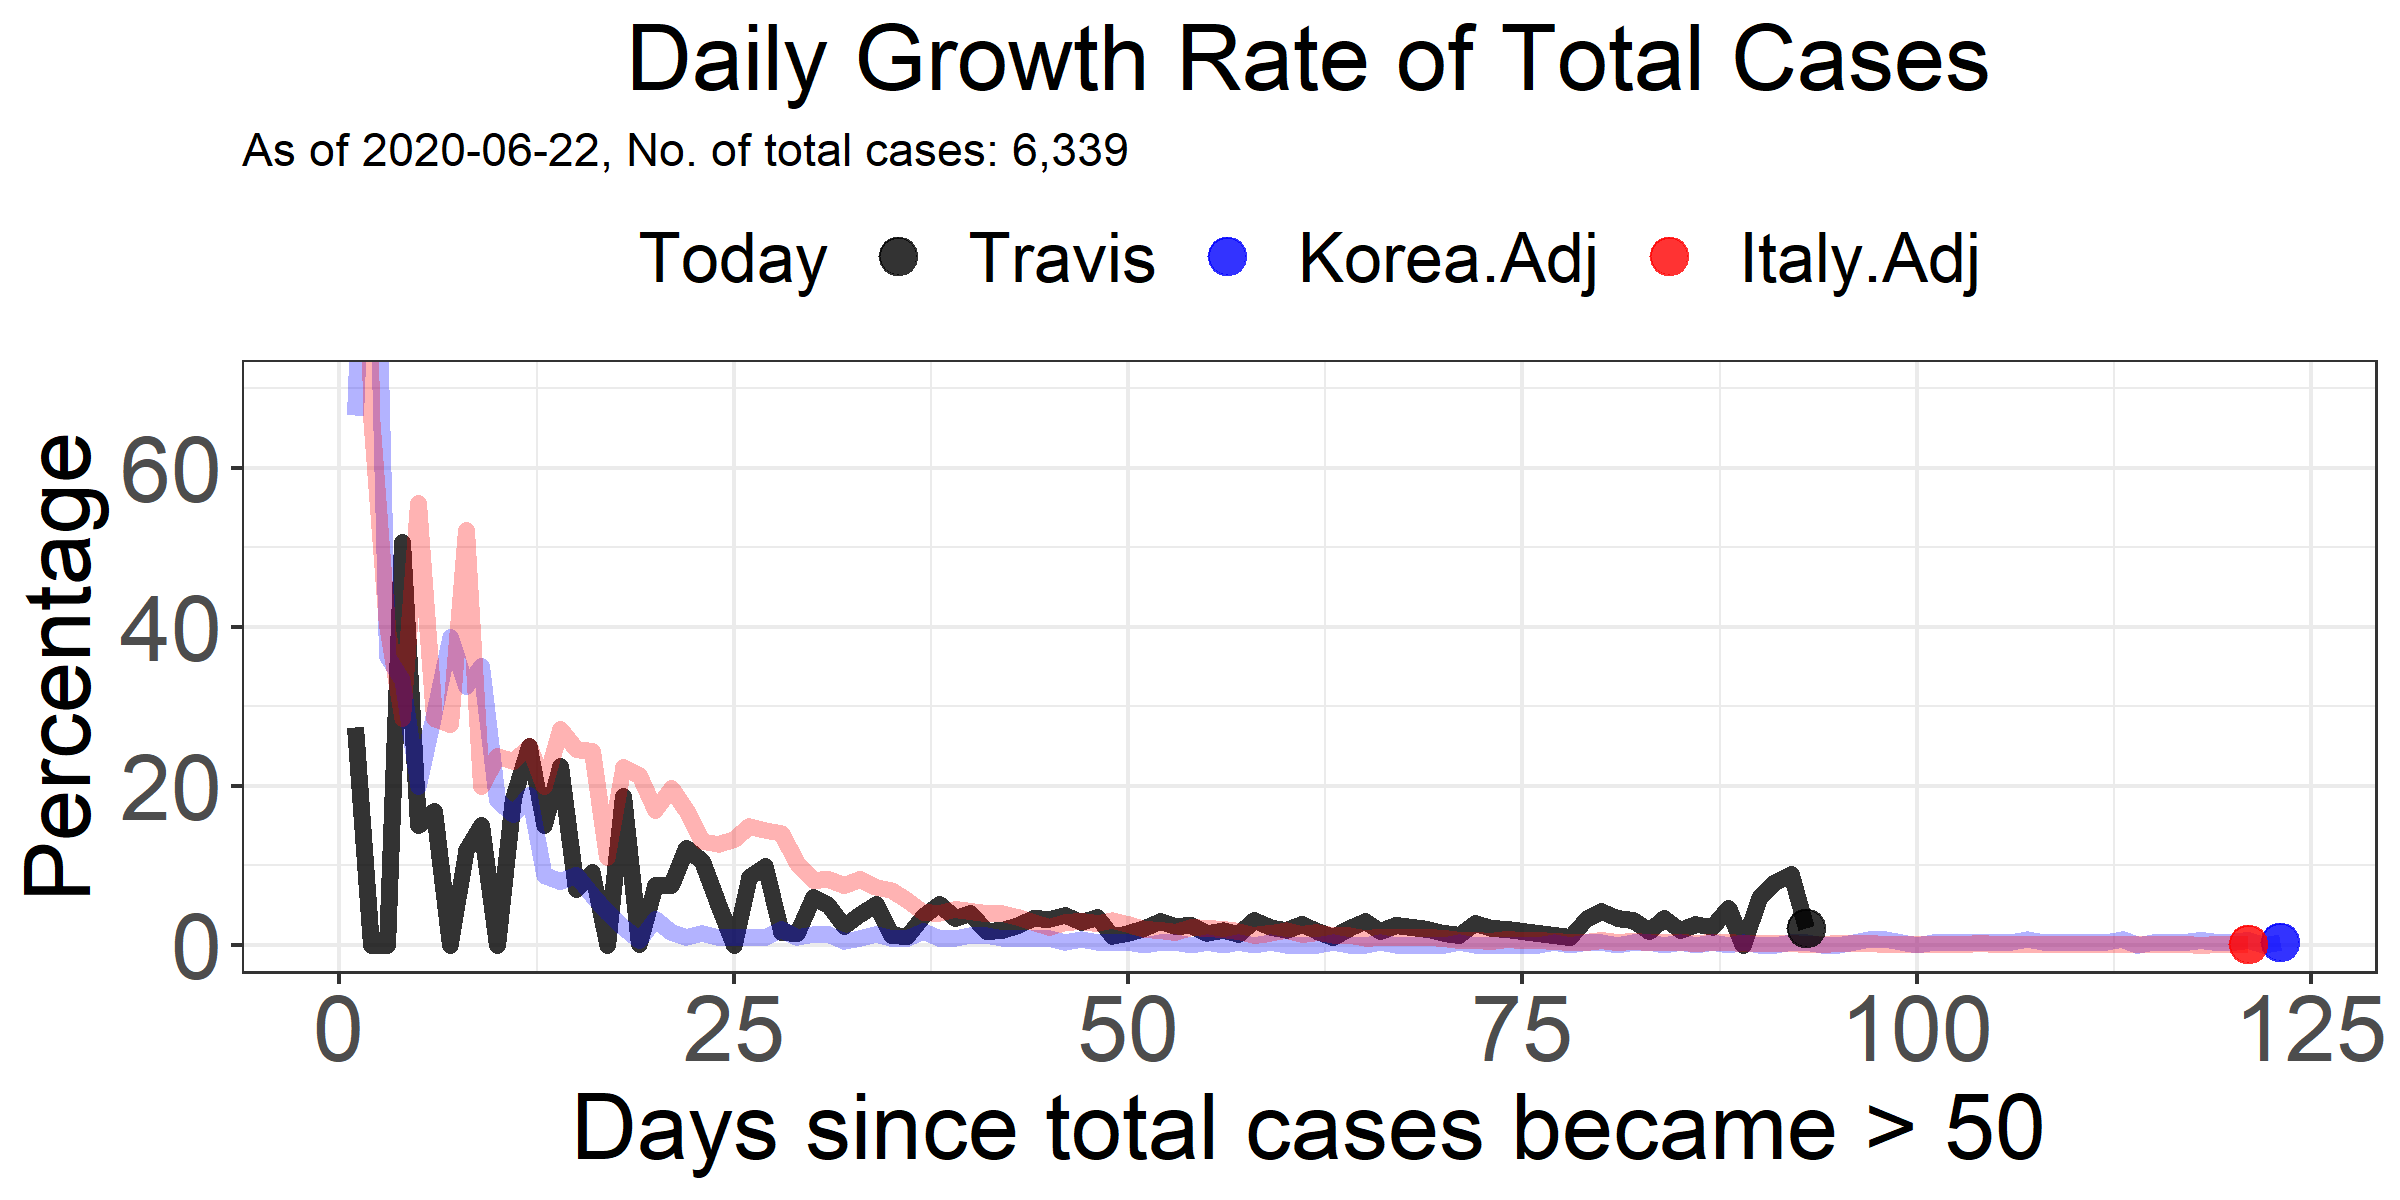 Daily Growth Rate of Total Cases
As of 2020-06-22, No. of total cases: 6,339
Today Travis Korea.Adj Italy.Adj
Percentage
60
40
20
0
0 25 50 75 100 125
Days since total cases became > 50